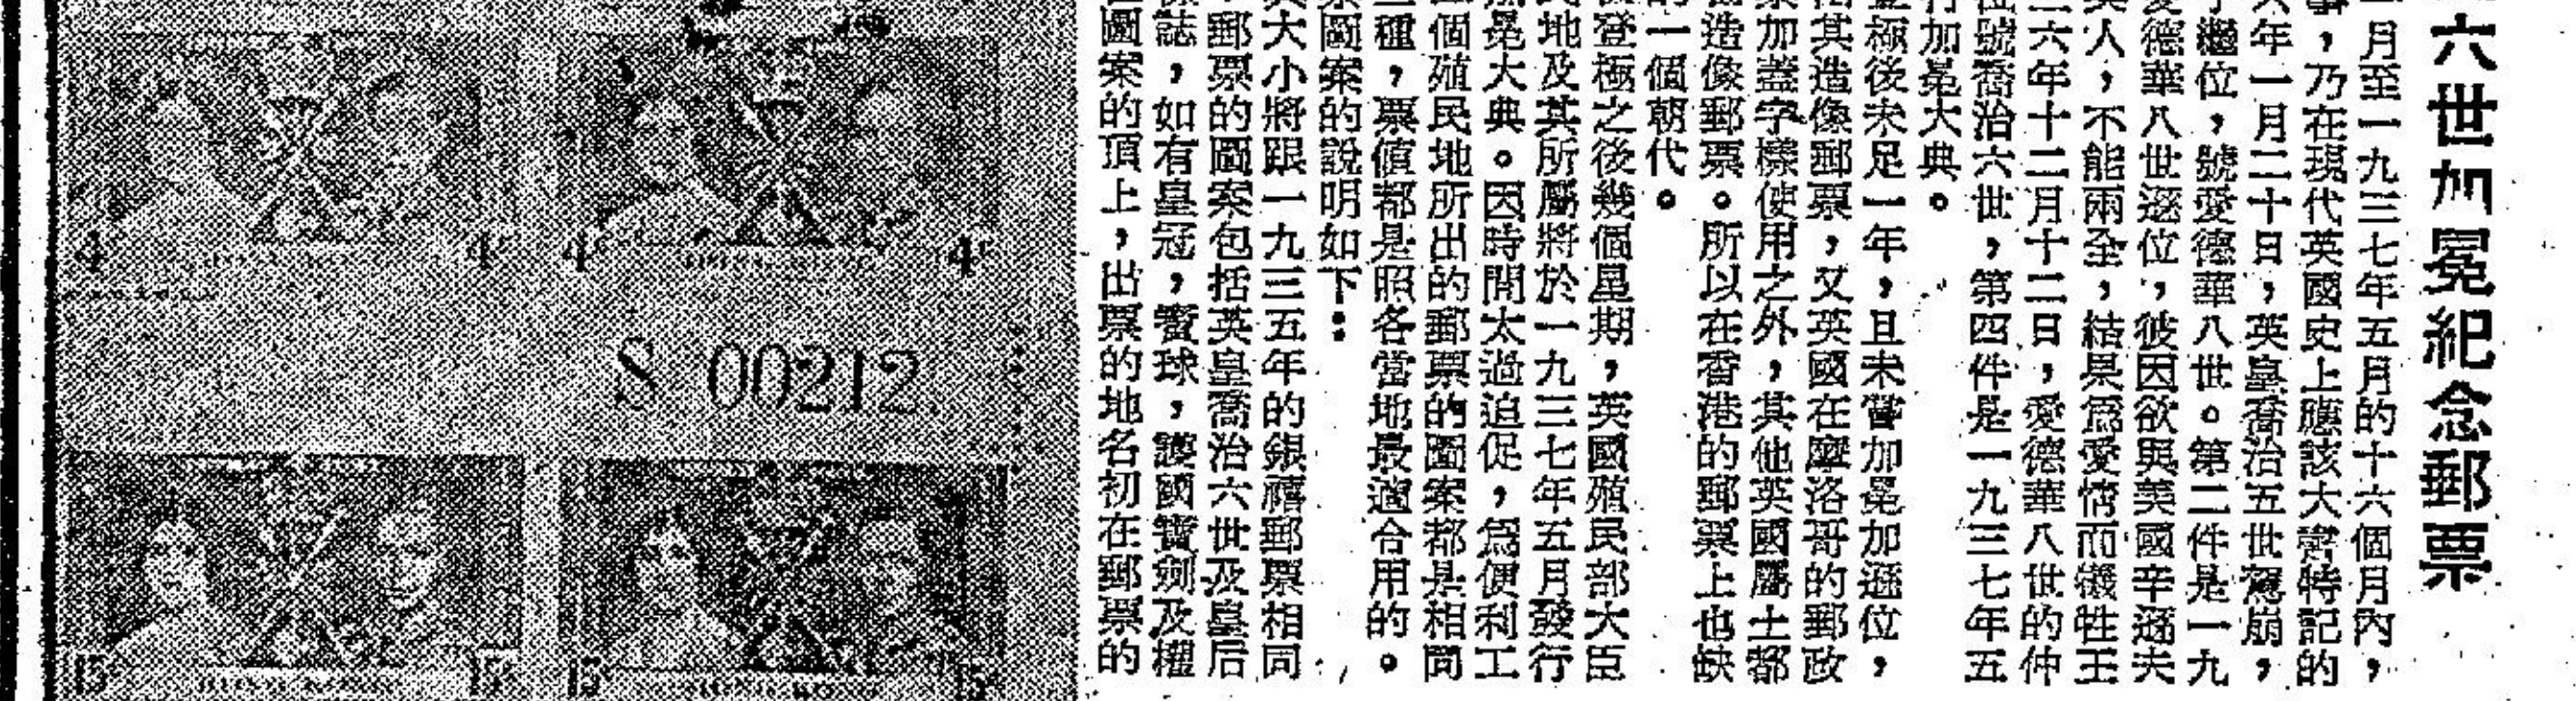 六世加冕紀念郵票
月至一九三七年五月的十六個月內，
事，乃在現代英國史上應該大書特記的
年一月二十日，英皇喬治五世駕崩，
繼位，號愛德華八世。第二件是一九
愛德華八世遜位，彼因欲與美國辛遜夫
人，不能兩全，結果為愛情而犧牲王
三六年十二月十二日，愛德華八世的仲
號喬治六世，第四件是一九三七年五
行加冕大典。
登極後未足一年，且未嘗加冕加遜位，
其造像郵票，又英國在摩洛哥的郵政
加蓋字樣使用之外，其他英國屬土都
造像郵票。所以在香港的郵票上也缺
的一個朝代。
登極之後幾個星期，英國殖民部大臣
民地及其所屬將於一九三七年五月發行
冕大典。因時間太過迫促，為便利工
個殖民地所出的郵票的圖案都是相同
種，票值都是照各當地最適合用的。
票圖案的說明如下：
大小將跟一九三五年的銀禧郵票相同
郵票的圖案包括英皇喬治六世及皇后
標誌，如有皇冠，寶球，護國寶劍及權
圖案的頂上，出票的地名初在郵票的
4c 4c 4c 4c
S 00212
15c 15c 15c 15c